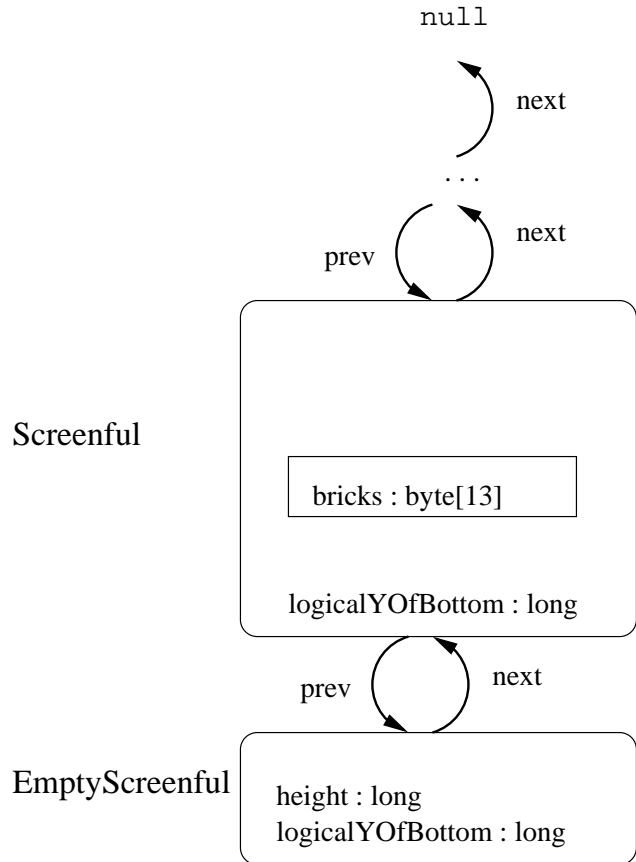 null
next
. . .
next
prev
Screenful
bricks : byte[13]
logicalYOfBottom : long
next
prev
EmptyScreenful
height : long
logicalYOfBottom : long